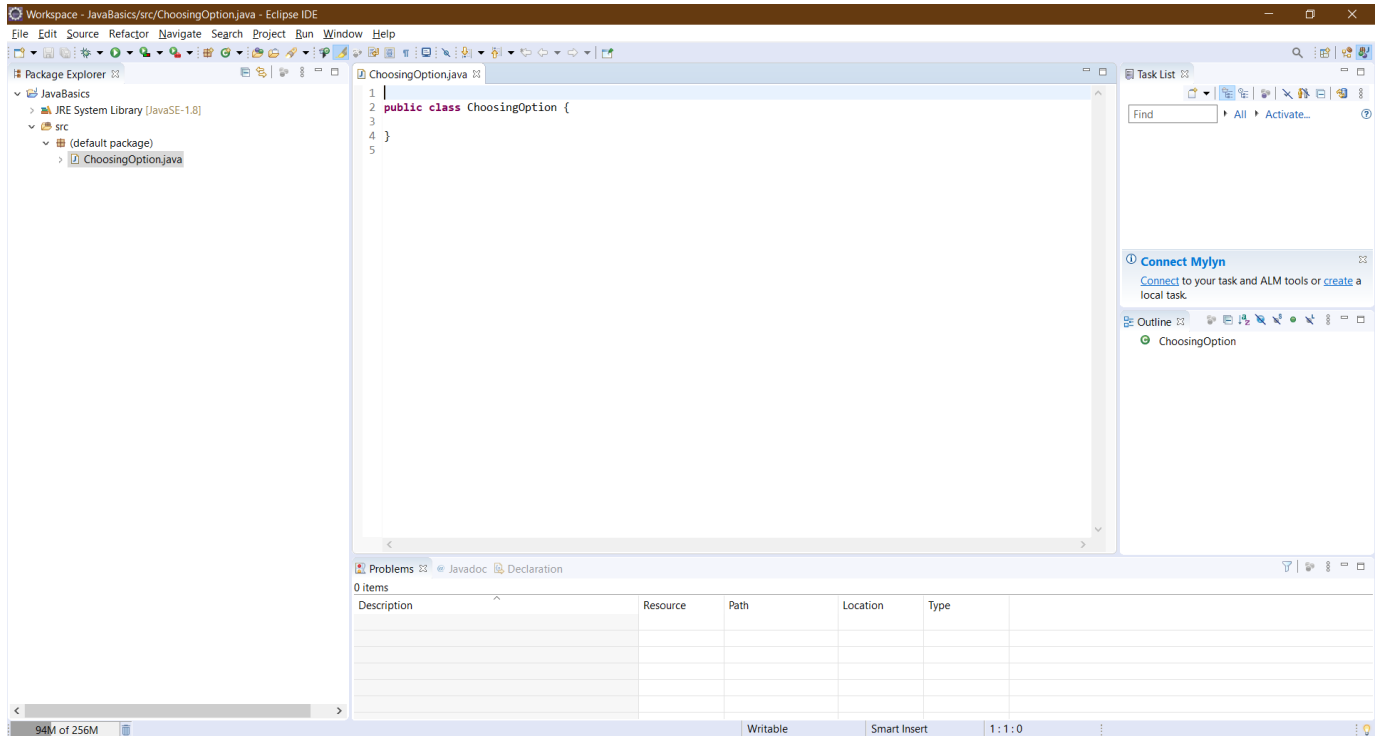 Workspace - JavaBasics/src/ChoosingOption.java - Eclipse IDE
File Edit Source Refactor Navigate Search Project Run Window Help
Package Explorer
JavaBasics
JRE System Library [JavaSE-1.8]
src
(default package)
ChoosingOption.java
ChoosingOption.java
1
2 public class ChoosingOption {
3
4 }
5
Task List
Find All Activate...
Connect Mylyn
Connect to your task and ALM tools or create a
local task.
Outline
ChoosingOption
Problems Javadoc Declaration
0 items
Description Resource Path Location Type
94M of 256M Writable Smart Insert 1 : 1 : 0